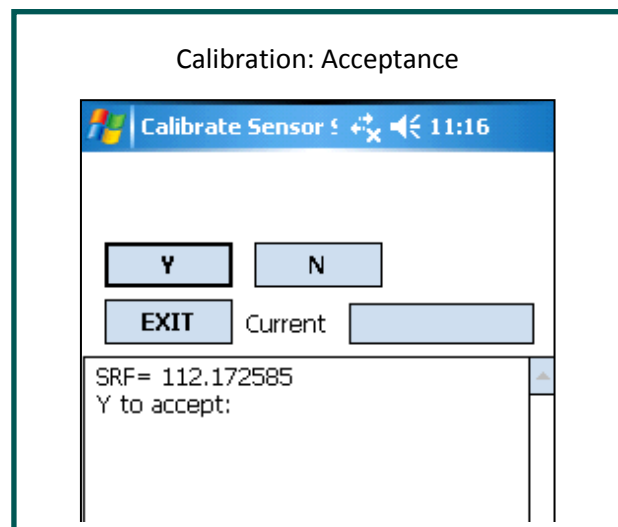 Calibration: Acceptance
Calibrate Sensor 11:16
Y N
EXIT Current
SRF= 112.172585
Y to accept: